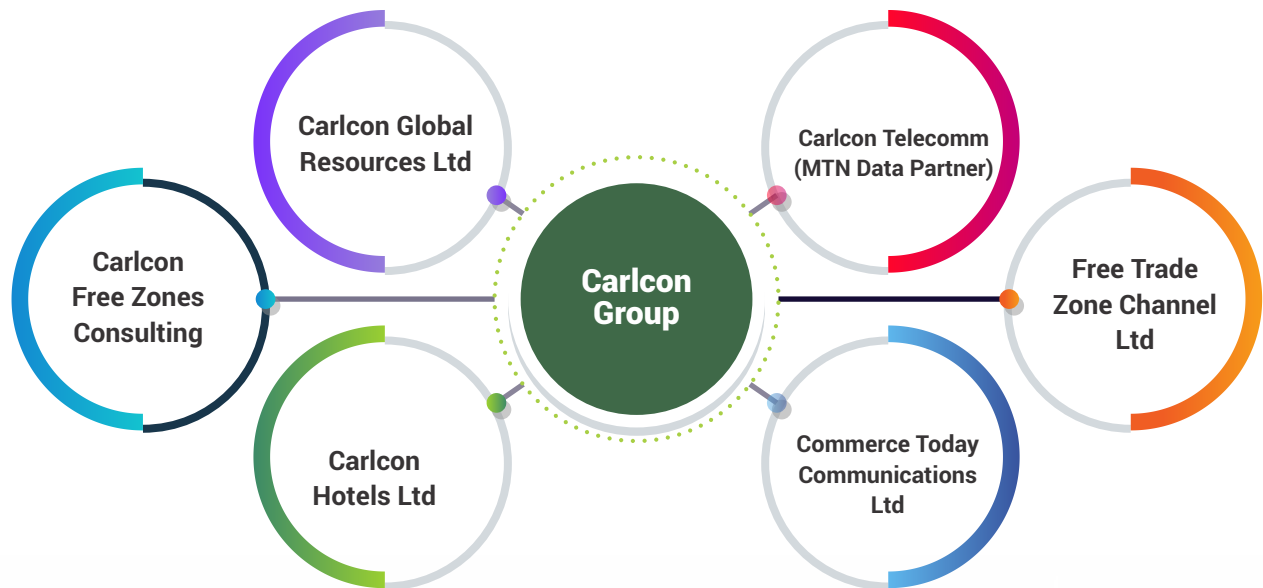 Carlcon Global
Resources Ltd
Carlcon Telecomm
(MTN Data Partner)
Carlcon
Free Zones
Consulting
Carlcon
Group
Free Trade
Zone Channel
Ltd
Carlcon
Hotels Ltd
Commerce Today
Communications
Ltd